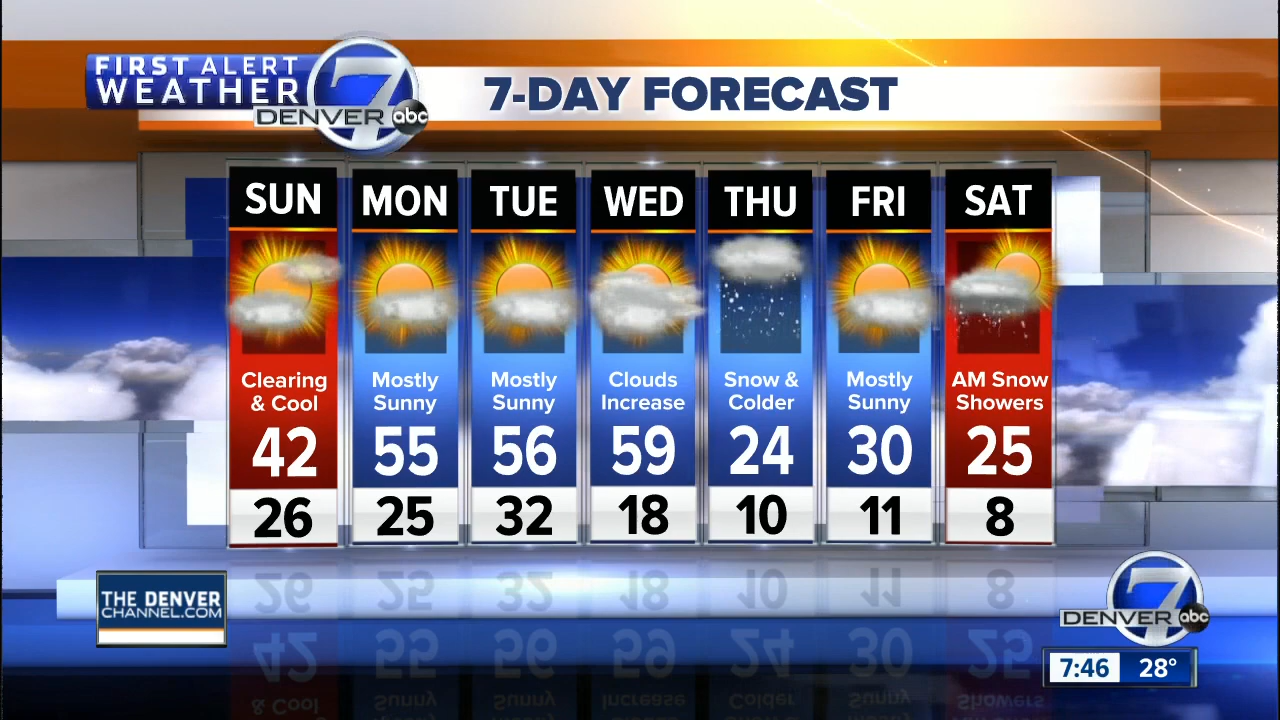 FIRST ALERT
WEATHER
7
DENVER abc
7-DAY FORECAST
SUN MON TUE WED THU FRI SAT
Clearing Mostly Mostly Clouds Snow & Mostly AM Snow
& Cool Sunny Sunny Increase Colder Sunny Showers
42 55 56 59 24 30 25
26 25 32 18 10 11 8
THE DENVER
CHANNEL.COM
7
DENVER abc
7:46 28°